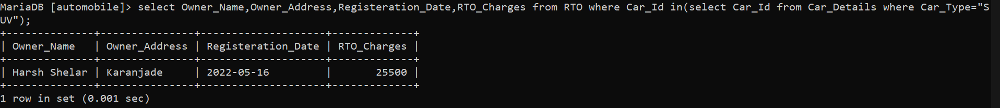 MariaDB [automobile]> select Owner_Name,Owner_Address,Registeration_Date,RTO_Charges from RTO where Car_Id in(select Car_Id from Car_Details where Car_Type="S
UV");
+--------------+---------------+--------------------+-------------+
| Owner_Name   | Owner_Address | Registeration_Date | RTO_Charges |
+--------------+---------------+--------------------+-------------+
| Harsh Shelar | Karanjade     | 2022-05-16         |       25500 |
+--------------+---------------+--------------------+-------------+
1 row in set (0.001 sec)